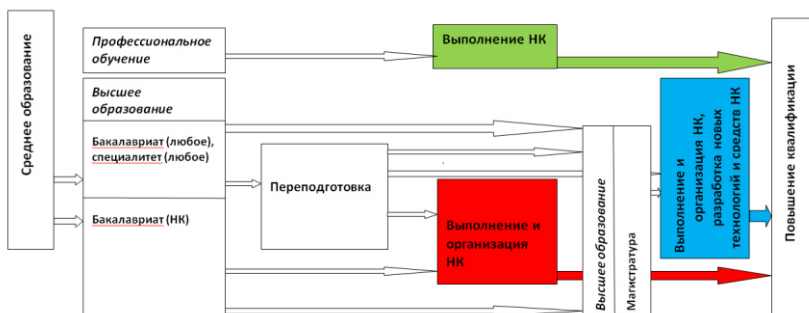 Среднее образование
Профессиональное
обучение
Высшее
образование
Бакалавриат (любое),
специалитет (любое)
Бакалавриат (НК)
Переподготовка
Выполнение НК
Выполнение и
организация
НК
Высшее образование
Магистратура
Выполнение и
организация НК,
разработка новых
технологий и средств НК
Повышение квалификации